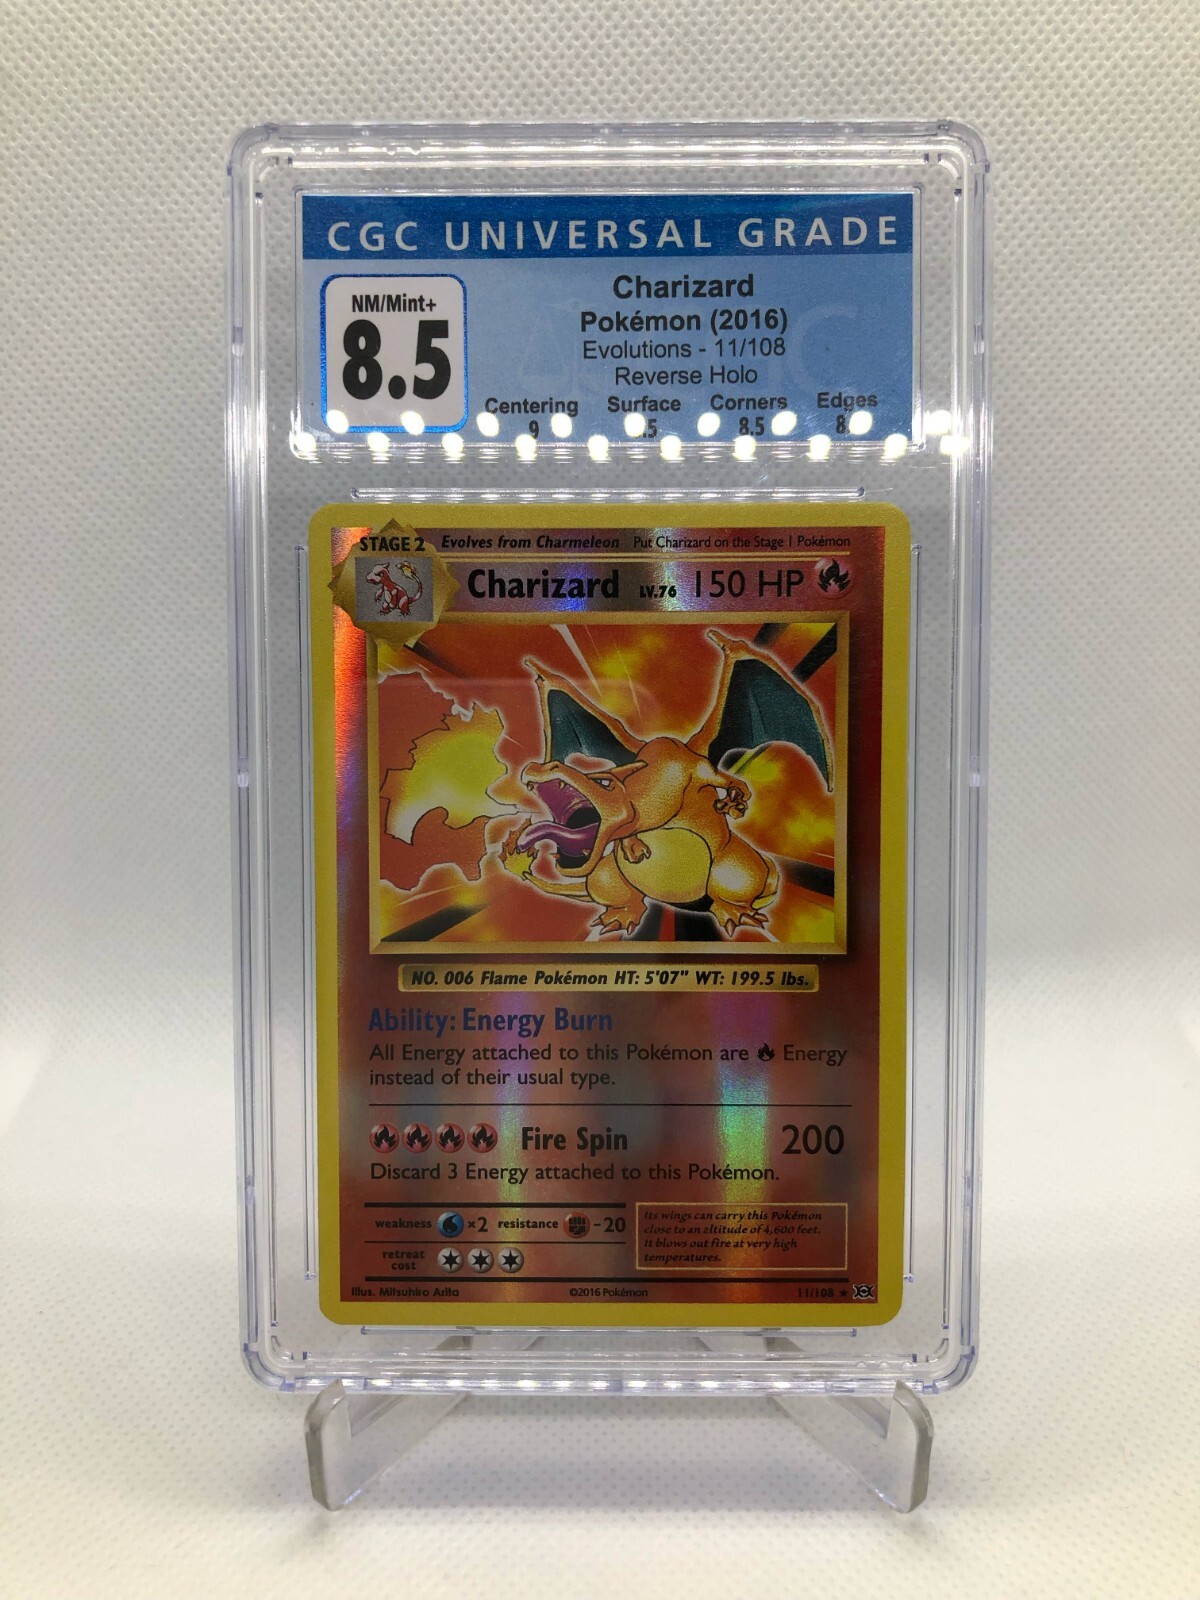 CGC UNIVERSAL GRADE
NM/Mint+
8.5
Charizard
Pokémon (2016)
Evolutions - 11/108
Reverse Holo
Centering Surface Corners Edges
9 8.5
STAGE 2 Evolves from Charmeleon Put Charizard on the Stage 1 Pokémon
Charizard LV.76 150 HP
NO. 006 Flame Pokémon HT: 5'07" WT: 199.5 lbs.
Ability: Energy Burn
All Energy attached to this Pokémon are Energy
instead of their usual type.
Fire Spin 200
Discard 3 Energy attached to this Pokémon.
weakness ×2 resistance -20
retreat
cost
Its wings can carry this Pokémon
close to an altitude of 4,600 feet.
It blows out fire at very high
temperatures.
Illus. Mitsuhiro Arita ©2016 Pokémon 11/108